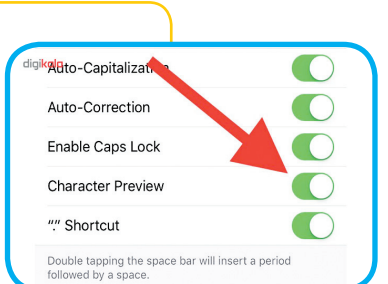 digikala
Auto-Capitalization
Auto-Correction
Enable Caps Lock
Character Preview
“.” Shortcut
Double tapping the space bar will insert a period
followed by a space.